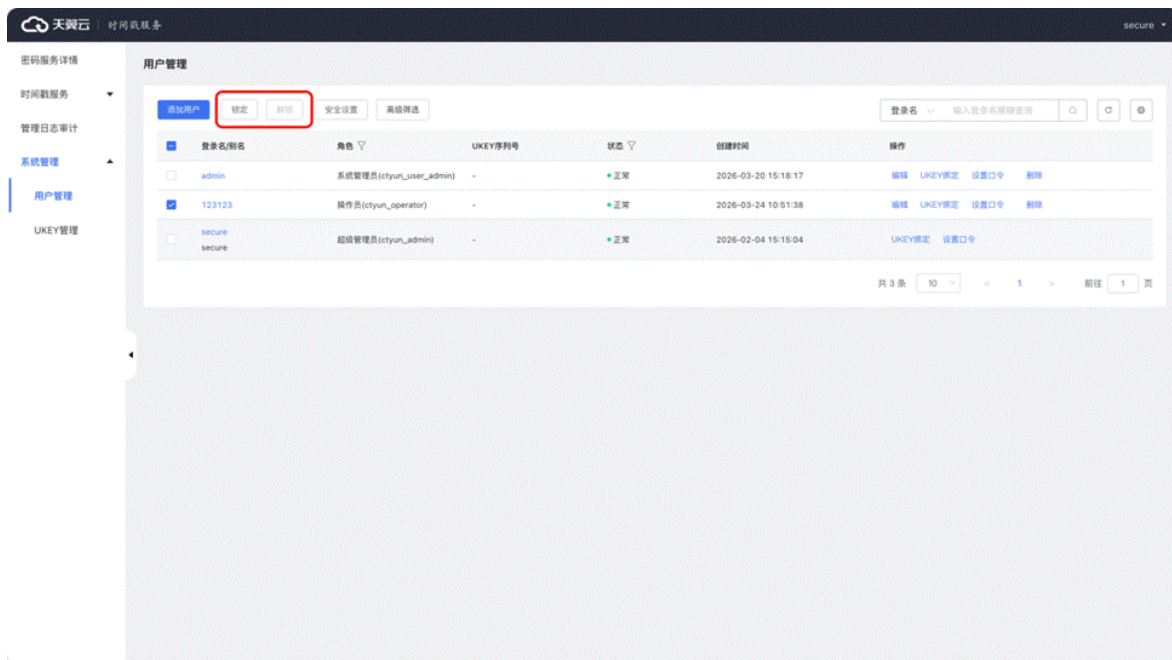 天翼云 时间戳服务 secure
密码服务详情
时间戳服务
管理日志审计
系统管理
用户管理
UKEY管理
用户管理
添加用户 锁定 解锁 安全设置 高级筛选 登录名 输入登录名模糊查询
登录名/别名 角色 UKEY序列号 状态 创建时间 操作
admin 系统管理员(ctyun_user_admin) - 正常 2026-03-20 15:18:17 编辑 UKEY绑定 设置口令 删除
123123 操作员(ctyun_operator) - 正常 2026-03-24 10:51:38 编辑 UKEY绑定 设置口令 删除
secure
secure 超级管理员(ctyun_admin) - 正常 2026-02-04 15:15:04 UKEY绑定 设置口令
共 3 条 10 < 1 > 前往 1 页